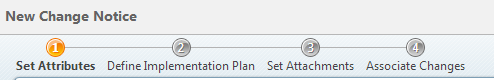 New Change Notice
1 2 3 4
Set Attributes Define Implementation Plan Set Attachments Associate Changes